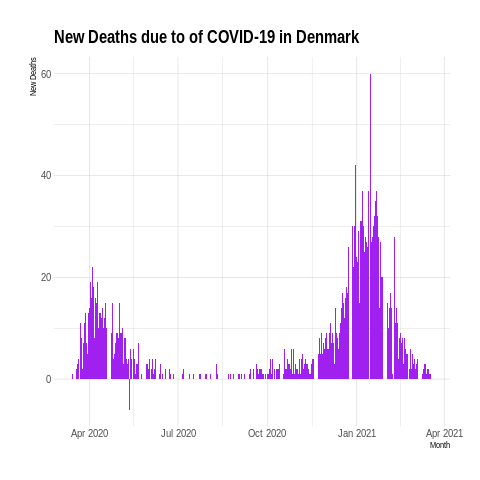 New Deaths due to of COVID-19 in Denmark
New Deaths
60
40
20
0
Apr 2020 Jul 2020 Oct 2020 Jan 2021 Apr 2021
Month